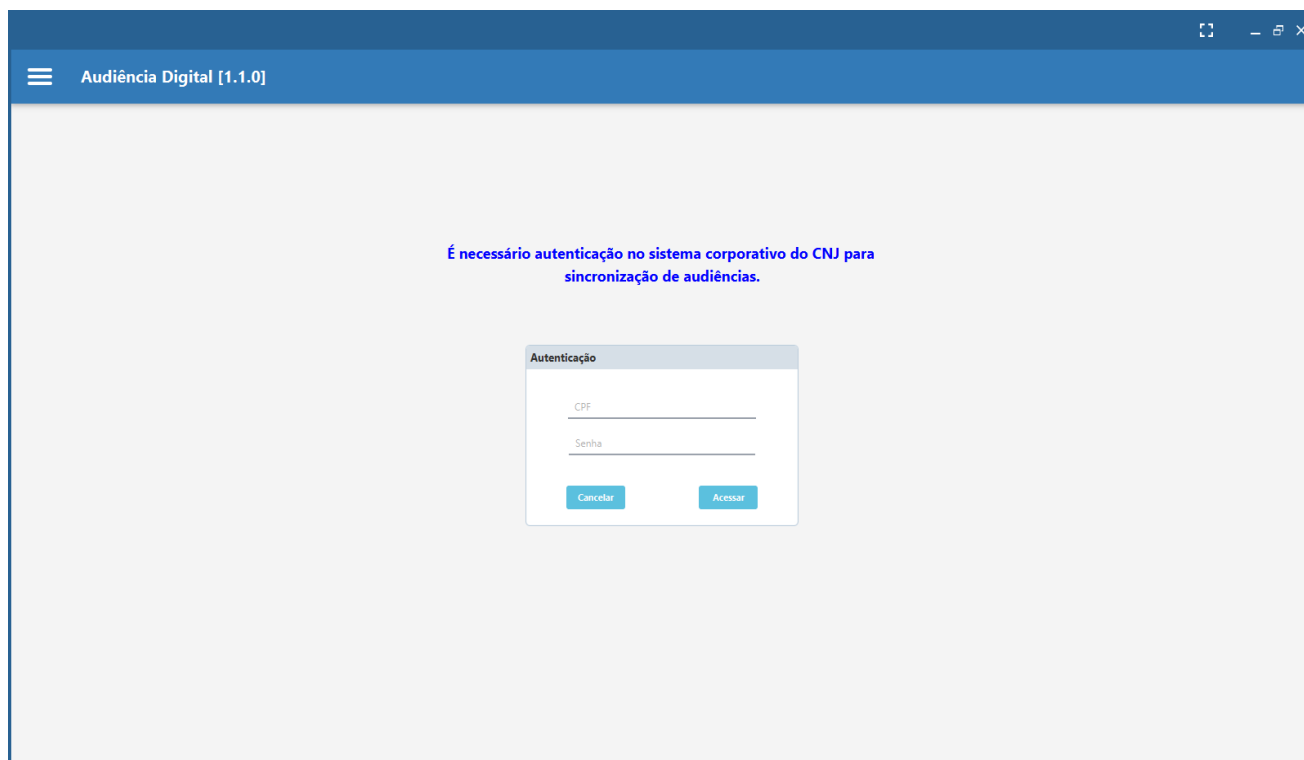 Audiência Digital [1.1.0]
É necessário autenticação no sistema corporativo do CNJ para
sincronização de audiências.
Autenticação
CPF
Senha
Cancelar
Acessar